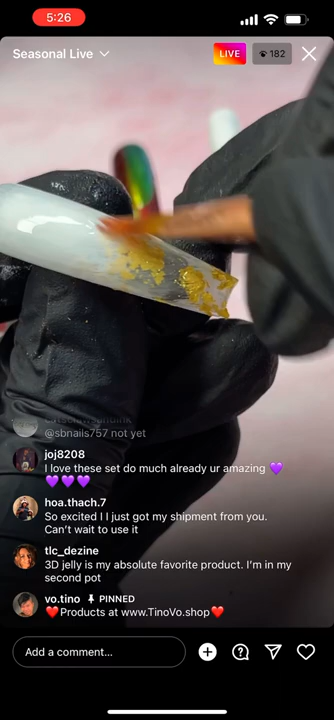 5:26
Seasonal Live
LIVE
182
@sbnails757 not yet
joj8208
I love these set do much already ur amazing 💜
💜💜💜
hoa.thach.7
So excited I I just got my shipment from you.
Can't wait to use it
tlc_dezine
3D jelly is my absolute favorite product. I'm in my
second pot
vo.tino PINNED
❤️Products at www.TinoVo.shop❤️
Add a comment...